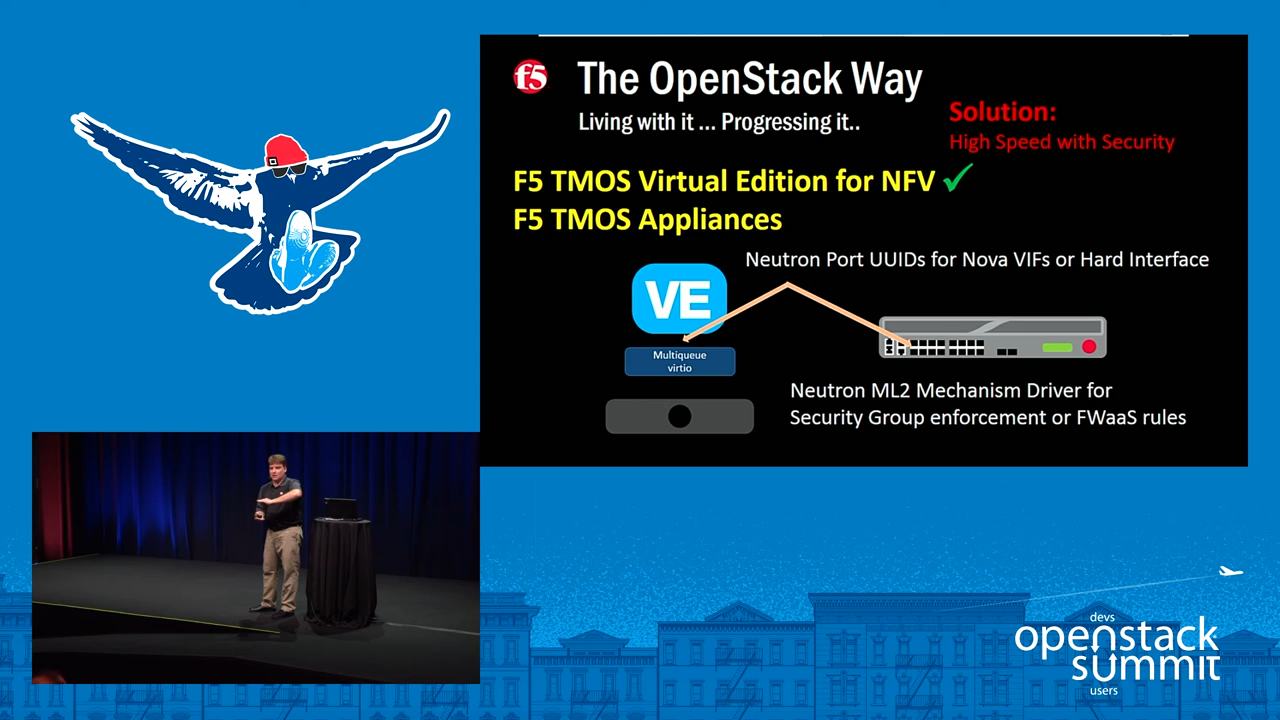 f5
The OpenStack Way
Living with it ... Progressing it..
Solution:
High Speed with Security
F5 TMOS Virtual Edition for NFV ✓
F5 TMOS Appliances
Neutron Port UUIDs for Nova VIFs or Hard Interface
VE
Multiqueue
virtio
Neutron ML2 Mechanism Driver for
Security Group enforcement or FWaaS rules
devs
openstack
summit
users